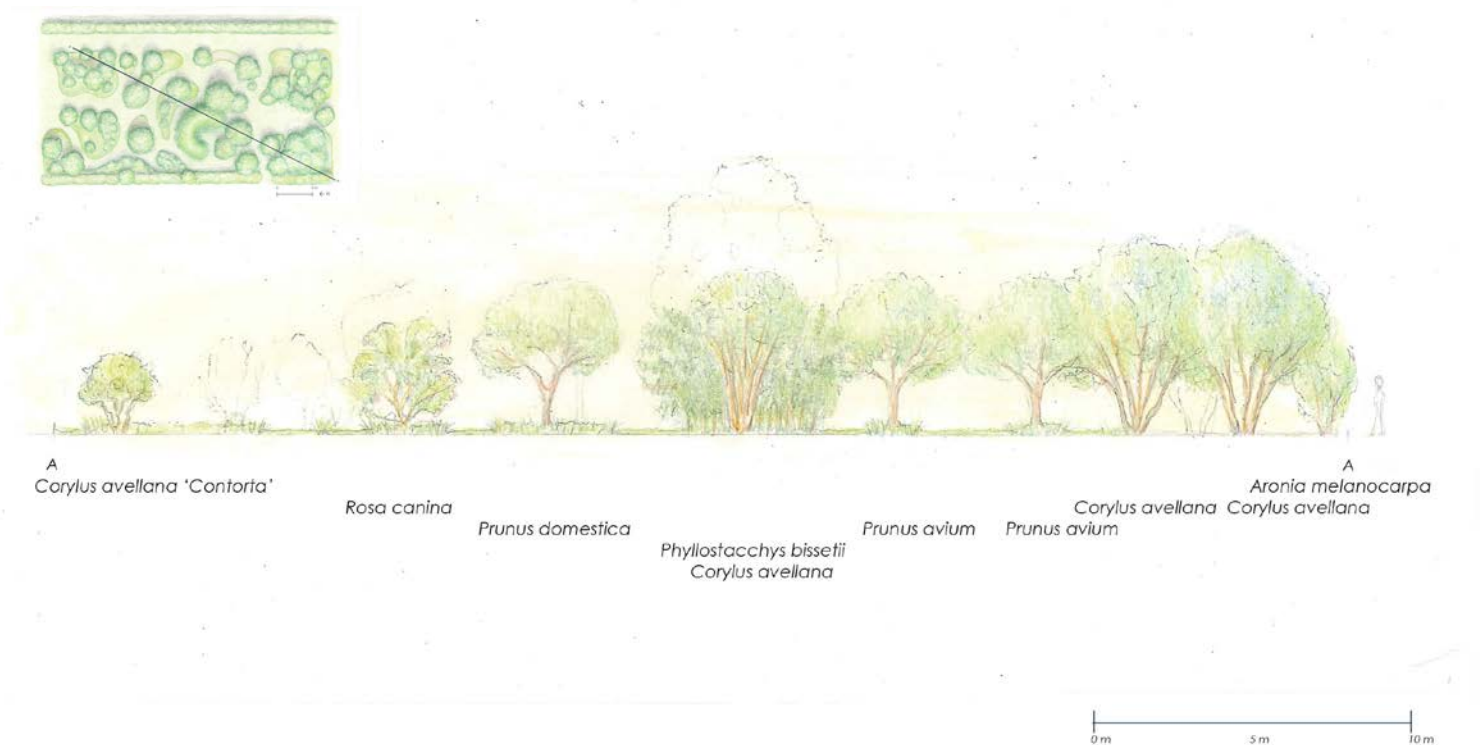 A
A
Corylus avellana 'Contorta'
Aronia melanocarpa
Rosa canina
Corylus avellana
Corylus avellana
Prunus domestica
Prunus avium
Prunus avium
Phyllostacchys bissetii
Corylus avellana
0 m
5 m
10 m